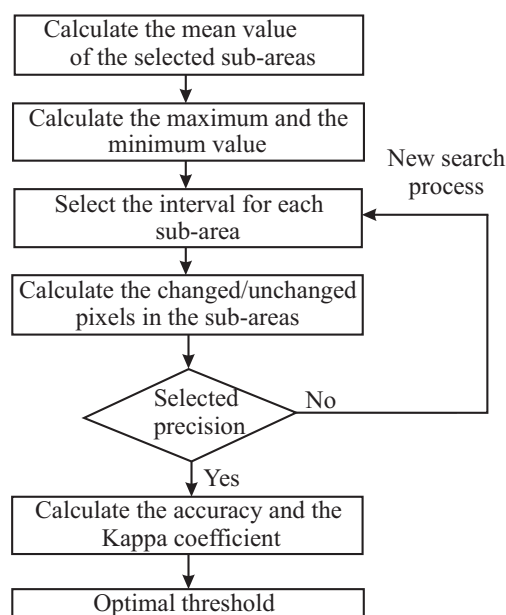 Calculate the mean value
of the selected sub-areas
Calculate the maximum and the
minimum value
New search
process
Select the interval for each
sub-area
Calculate the changed/unchanged
pixels in the sub-areas
Selected
precision
No
Yes
Calculate the accuracy and the
Kappa coefficient
Optimal threshold